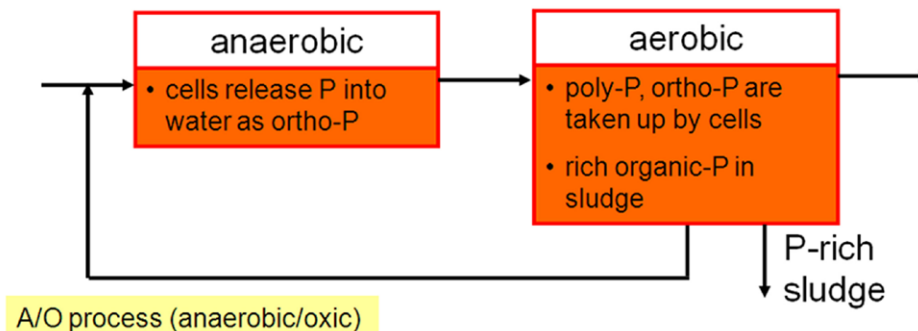 anaerobic
• cells release P into
water as ortho-P
aerobic
• poly-P, ortho-P are
taken up by cells
• rich organic-P in
sludge
P-rich
sludge
A/O process (anaerobic/oxic)